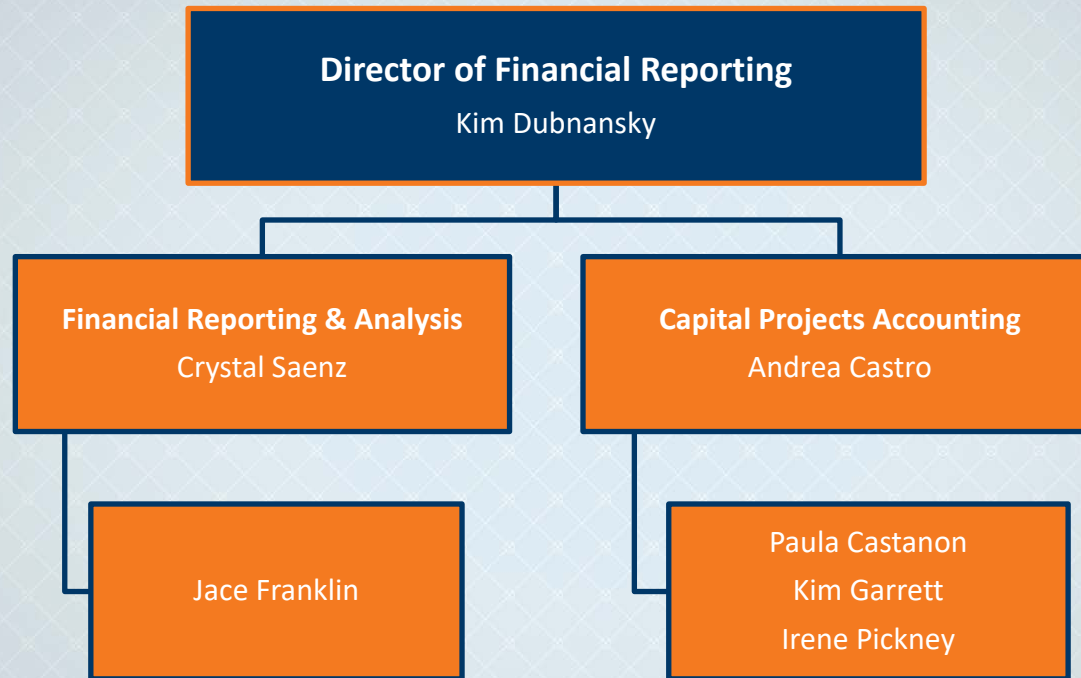 Director of Financial Reporting
Kim Dubnansky
Financial Reporting & Analysis
Crystal Saenz
Capital Projects Accounting
Andrea Castro
Jace Franklin
Paula Castanon
Kim Garrett
Irene Pickney